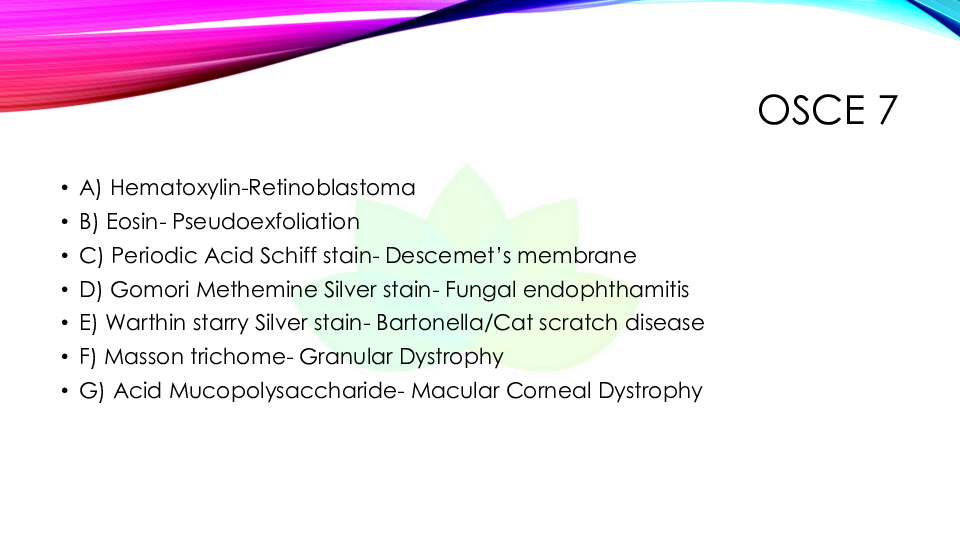 OSCE 7
• A) Hematoxylin-Retinoblastoma
• B) Eosin- Pseudoexfoliation
• C) Periodic Acid Schiff stain- Descemet’s membrane
• D) Gomori Methemine Silver stain- Fungal endophthamitis
• E) Warthin starry Silver stain- Bartonella/Cat scratch disease
• F) Masson trichome- Granular Dystrophy
• G) Acid Mucopolysaccharide- Macular Corneal Dystrophy